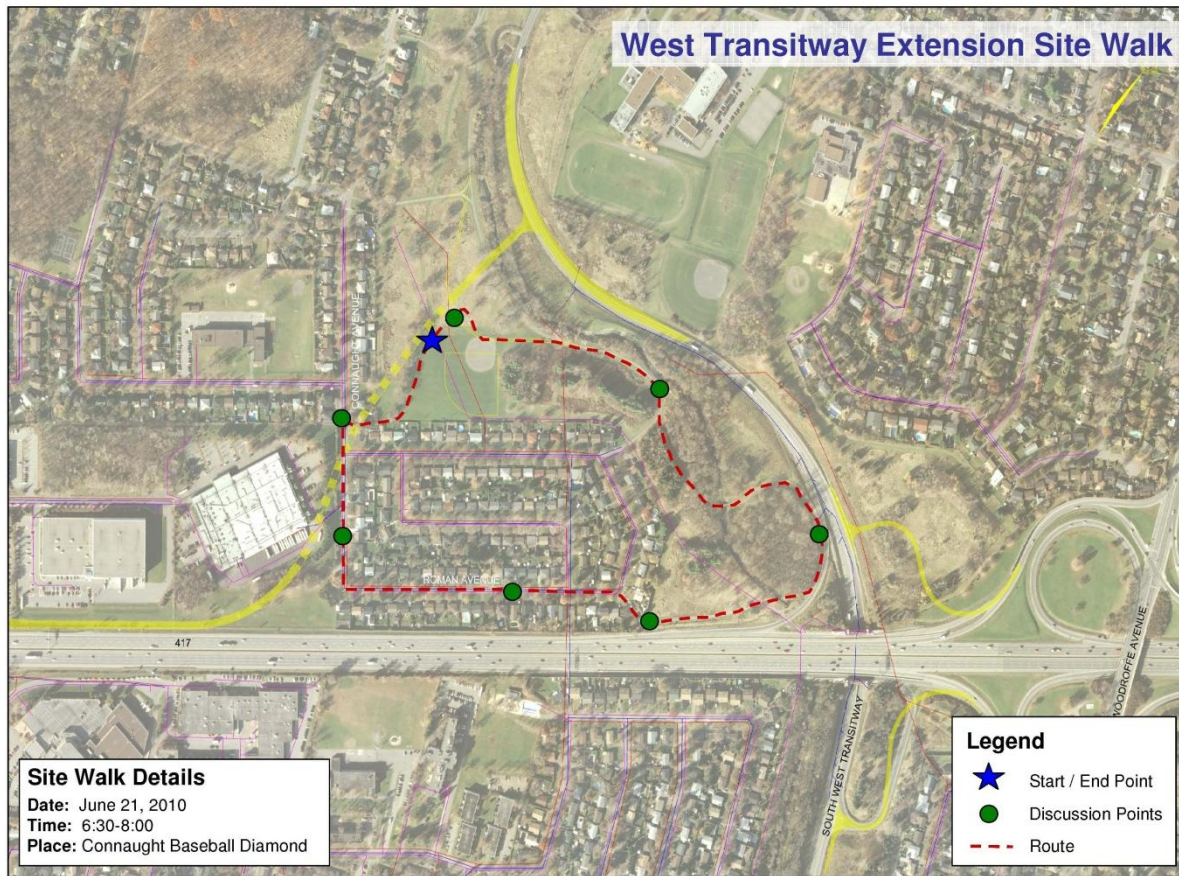 West Transitway Extension Site Walk
CONNAUGHT AVENUE
ROMAN AVENUE
417
WOODROFFE AVENUE
SOUTH WEST TRANSITWAY
Site Walk Details
Date: June 21, 2010
Time: 6:30-8:00
Place: Connaught Baseball Diamond
Legend
Start / End Point
Discussion Points
Route